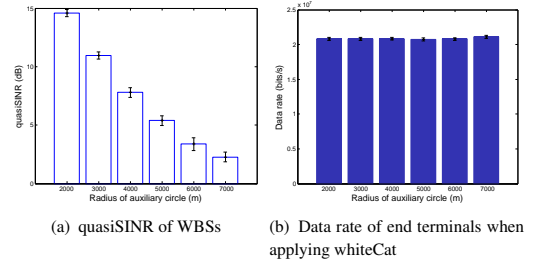 15
10
5
0
quasiSINR (dB)
2000 3000 4000 5000 6000 7000
Radius of auxiliary circle (m)
(a) quasiSINR of WBSs
x 10⁷
2.5
2
1.5
1
0.5
0
Data rate (bits/s)
2000 3000 4000 5000 6000 7000
Radius of auxiliary circle (m)
(b) Data rate of end terminals when
applying whiteCat